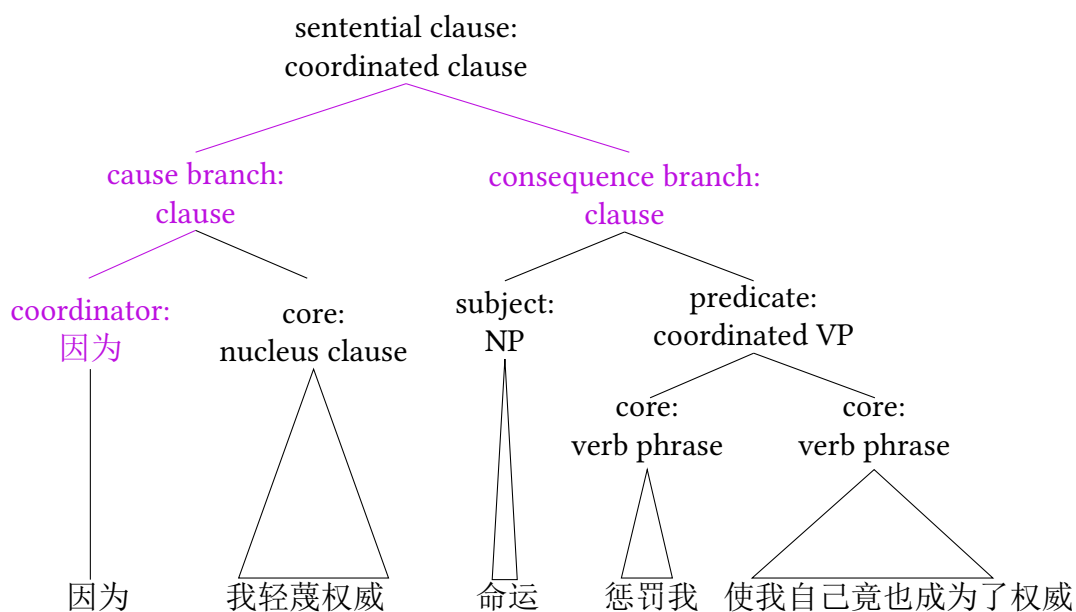 sentential clause:
coordinated clause
cause branch:
clause
consequence branch:
clause
coordinator:
因为
core:
nucleus clause
subject:
NP
predicate:
coordinated VP
core:
verb phrase
core:
verb phrase
因为
我轻蔑权威
命运
惩罚我
使我自己竟也成为了权威